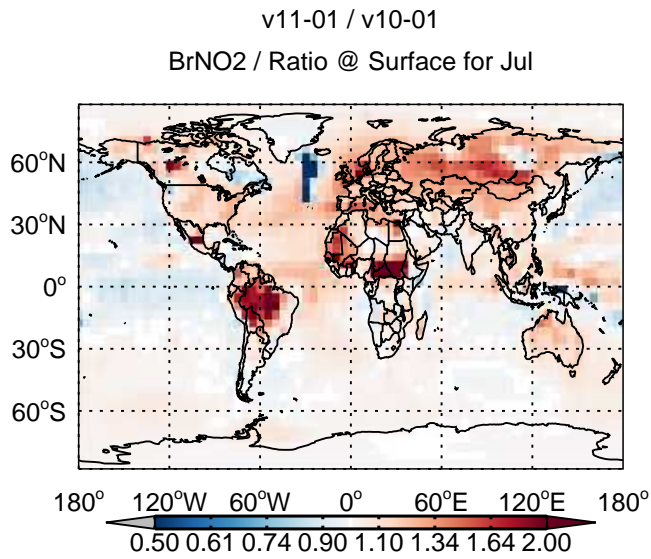 v11-01 / v10-01
BrNO2 / Ratio @ Surface for Jul
60°N
30°N
0°
30°S
60°S
180° 120°W 60°W 0° 60°E 120°E 180°
0.50 0.61 0.74 0.90 1.10 1.34 1.64 2.00